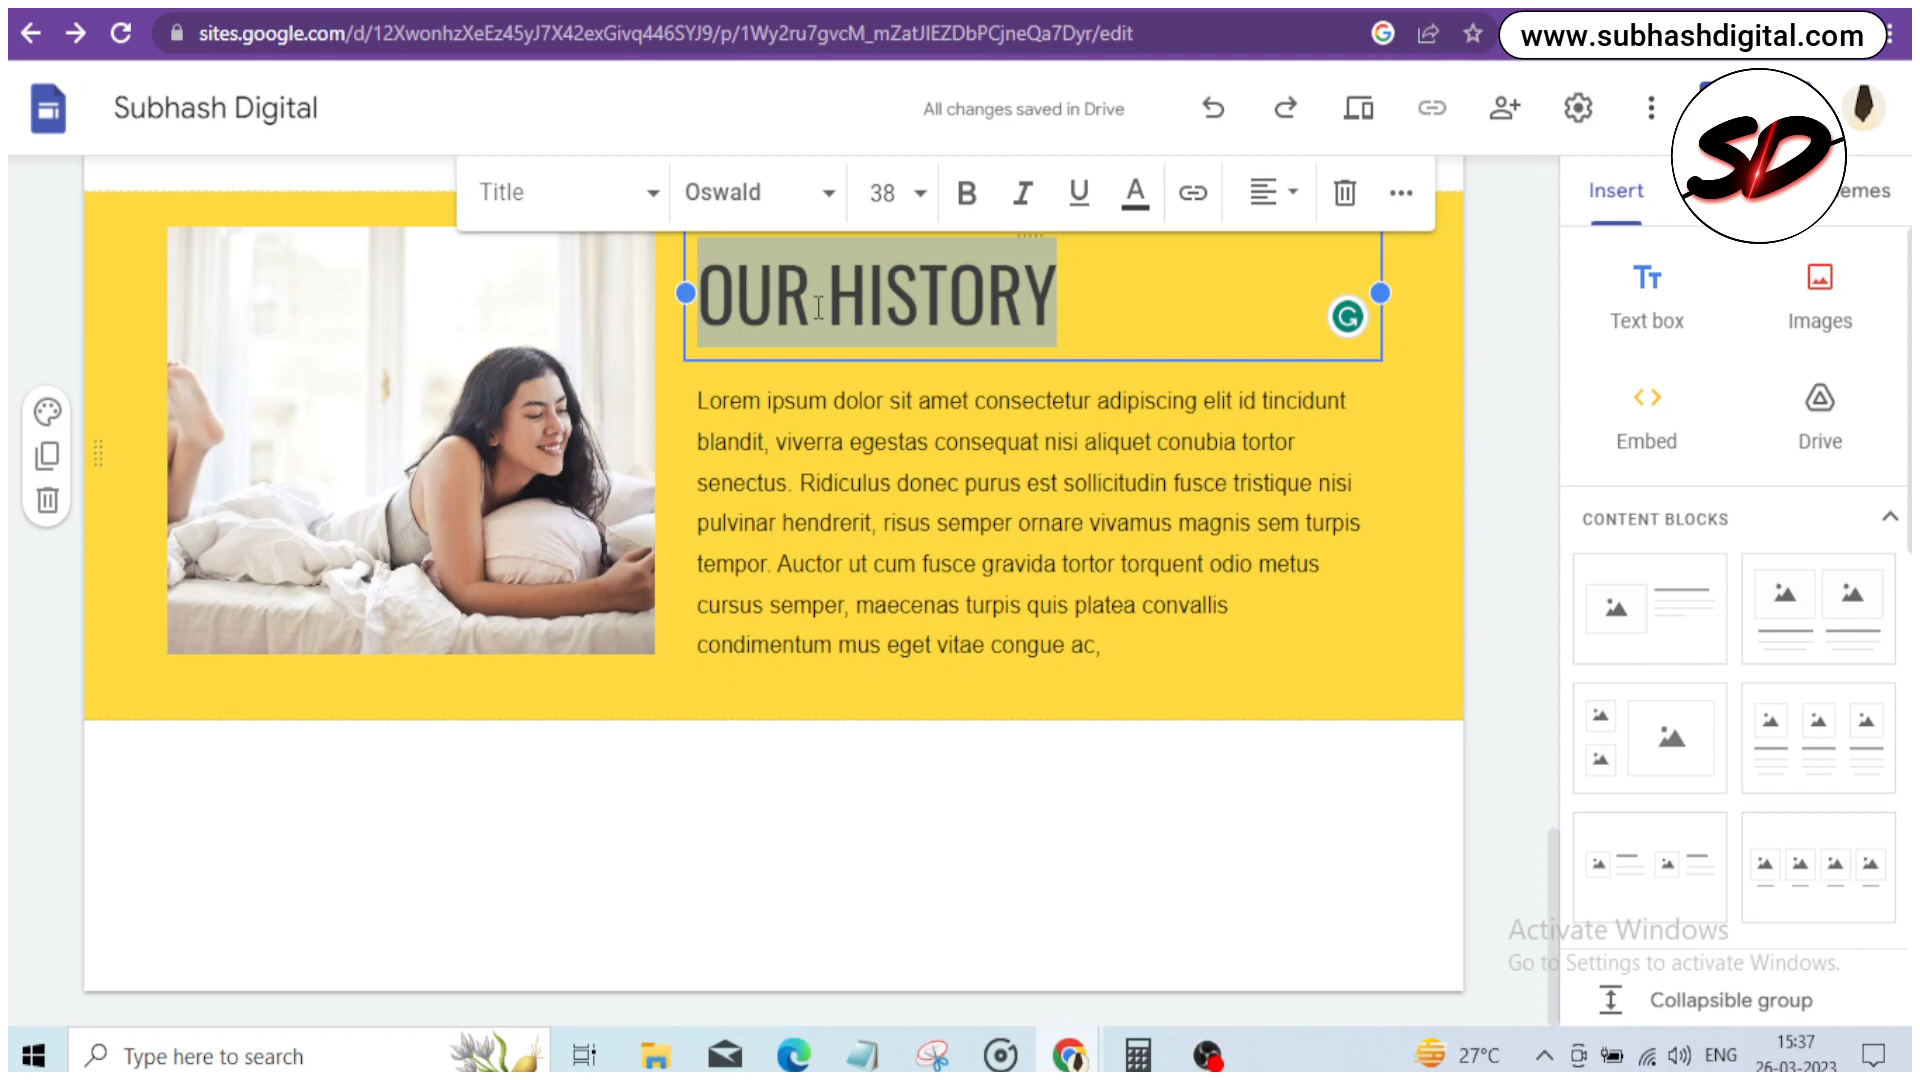 sites.google.com/d/12XwonhzXeEz45yJ7X42exGivq446SYJ9/p/1Wy2ru7gvcM_mZatJIEZDbPCjneQa7Dyr/edit
www.subhashdigital.com
Subhash Digital
All changes saved in Drive
SD
Title
Oswald
38
B
I
U
A
Insert
emes
OUR HISTORY
Lorem ipsum dolor sit amet consectetur adipiscing elit id tincidunt
blandit, viverra egestas consequat nisi aliquet conubia tortor
senectus. Ridiculus donec purus est sollicitudin fusce tristique nisi
pulvinar hendrerit, risus semper ornare vivamus magnis sem turpis
tempor. Auctor ut cum fusce gravida tortor torquent odio metus
cursus semper, maecenas turpis quis platea convallis
condimentum mus eget vitae congue ac,
Text box
Images
Embed
Drive
CONTENT BLOCKS
Activate Windows
Go to Settings to activate Windows.
Collapsible group
Type here to search
27°C
ENG
15:37
26-03-2023